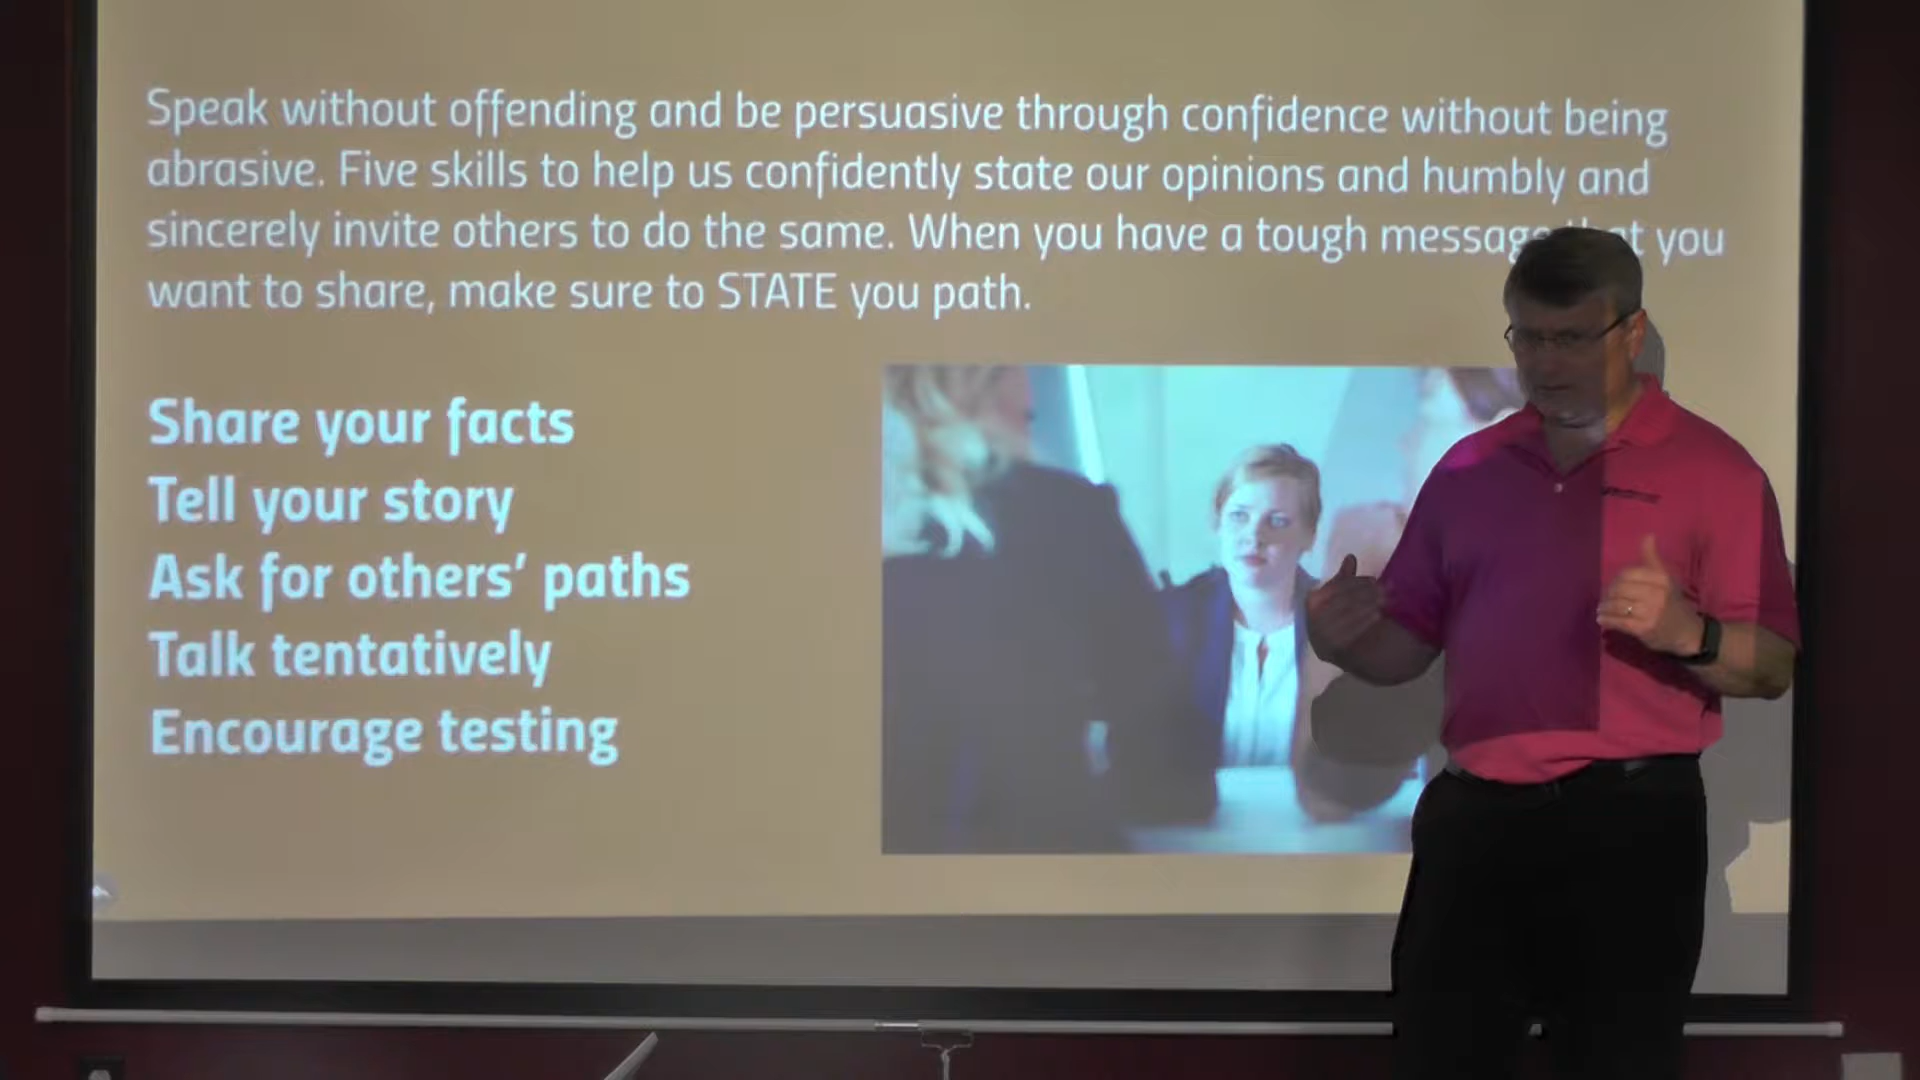 Speak without offending and be persuasive through confidence without being
abrasive. Five skills to help us confidently state our opinions and humbly and
sincerely invite others to do the same. When you have a tough message you
want to share, make sure to STATE you path.
Share your facts
Tell your story
Ask for others’ paths
Talk tentatively
Encourage testing